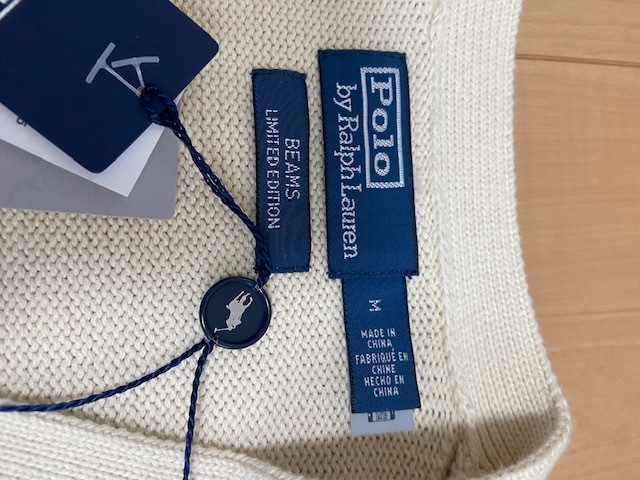 Polo
by Ralph Lauren
BEAMS
LIMITED EDITION
M
MADE IN
CHINA
FABRIQUÉ EN
CHINE
HECHO EN
CHINA